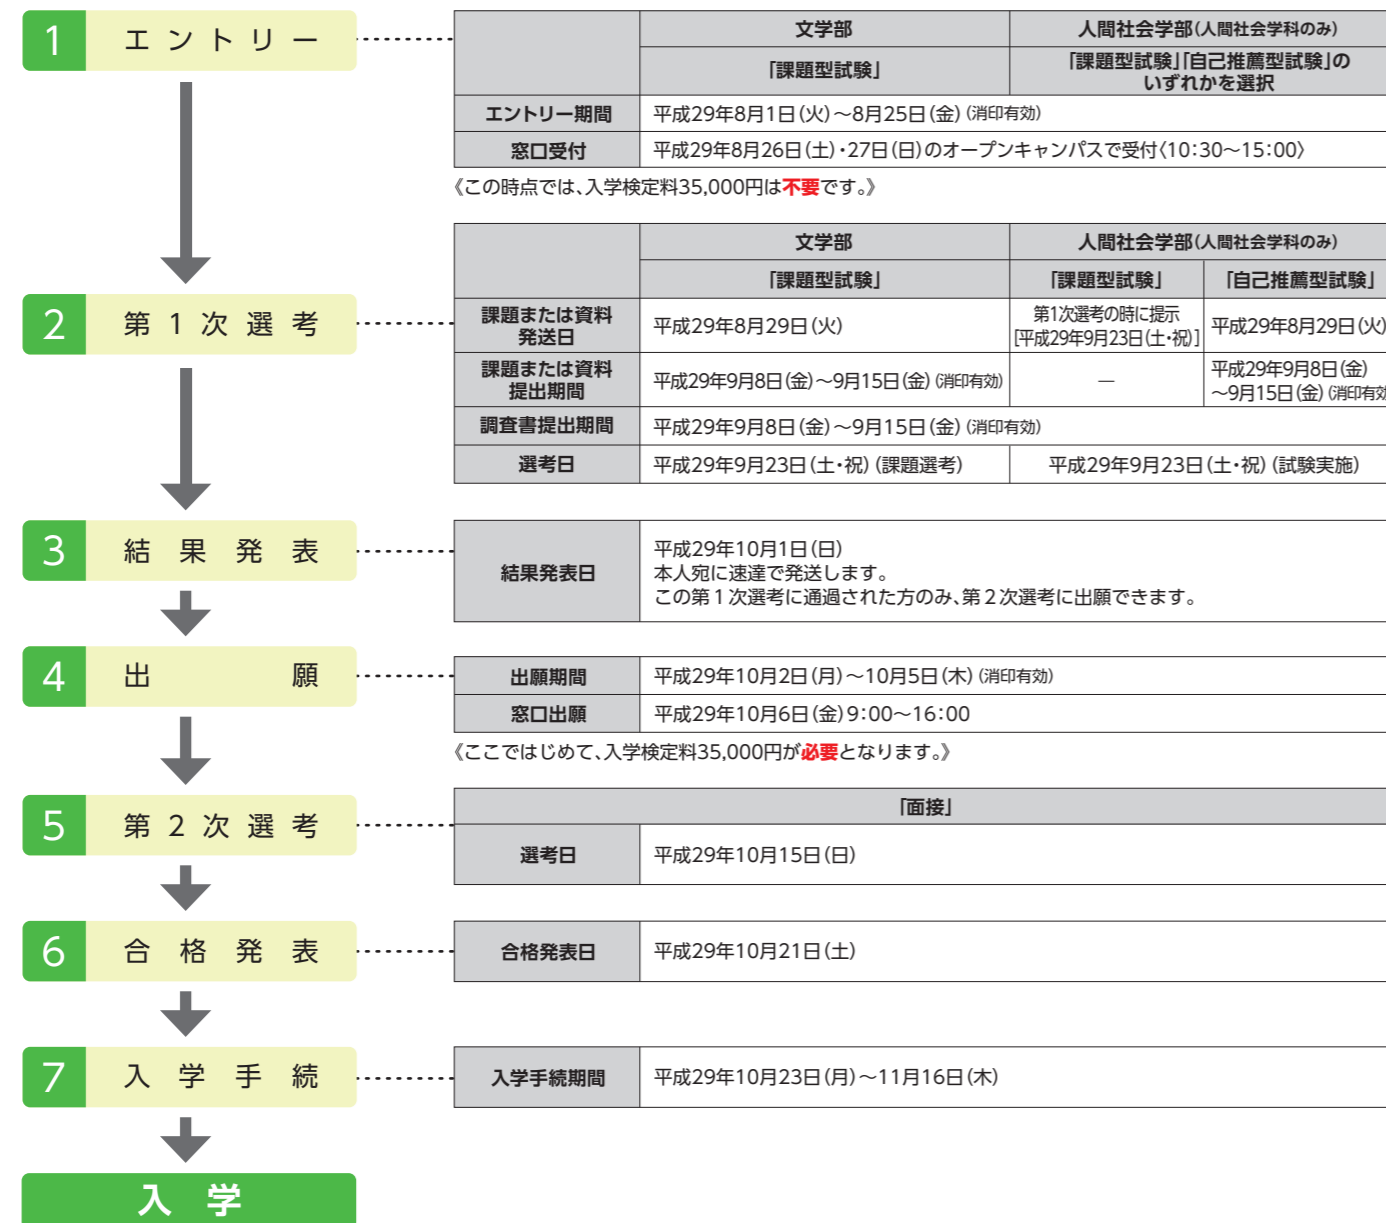 1 エントリー
文学部 人間社会学部(人間社会学科のみ)
「課題型試験」 「課題型試験」「自己推薦型試験」の
いずれかを選択
エントリー期間 平成29年8月1日(火)～8月25日(金)(消印有効)
窓口受付 平成29年8月26日(土)・27日(日)のオープンキャンパスで受付〈10：30～15：00〉
《この時点では、入学検定料35,000円は不要です。》
2 第1次選考
文学部 人間社会学部(人間社会学科のみ)
「課題型試験」 「課題型試験」 「自己推薦型試験」
課題または資料
発送日
平成29年8月29日(火)
第1次選考の時に提示
[平成29年9月23日(土・祝)]
平成29年8月29日(火)
課題または資料
提出期間
平成29年9月8日(金)～9月15日(金)(消印有効)
―
平成29年9月8日(金)
～9月15日(金)(消印有効
調査書提出期間 平成29年9月8日(金)～9月15日(金)(消印有効)
選考日 平成29年9月23日(土・祝)(課題選考) 平成29年9月23日(土・祝)(試験実施)
3 結果発表
結果発表日
平成29年10月1日(日)
本人宛に速達で発送します。
この第1次選考に通過された方のみ、第2次選考に出願できます。
4 出願
出願期間 平成29年10月2日(月)～10月5日(木)(消印有効)
窓口出願 平成29年10月6日(金)9：00～16：00
《ここではじめて、入学検定料35,000円が必要となります。》
5 第2次選考
「面接」
選考日 平成29年10月15日(日)
6 合格発表
合格発表日 平成29年10月21日(土)
7 入学手続
入学手続期間 平成29年10月23日(月)～11月16日(木)
入学